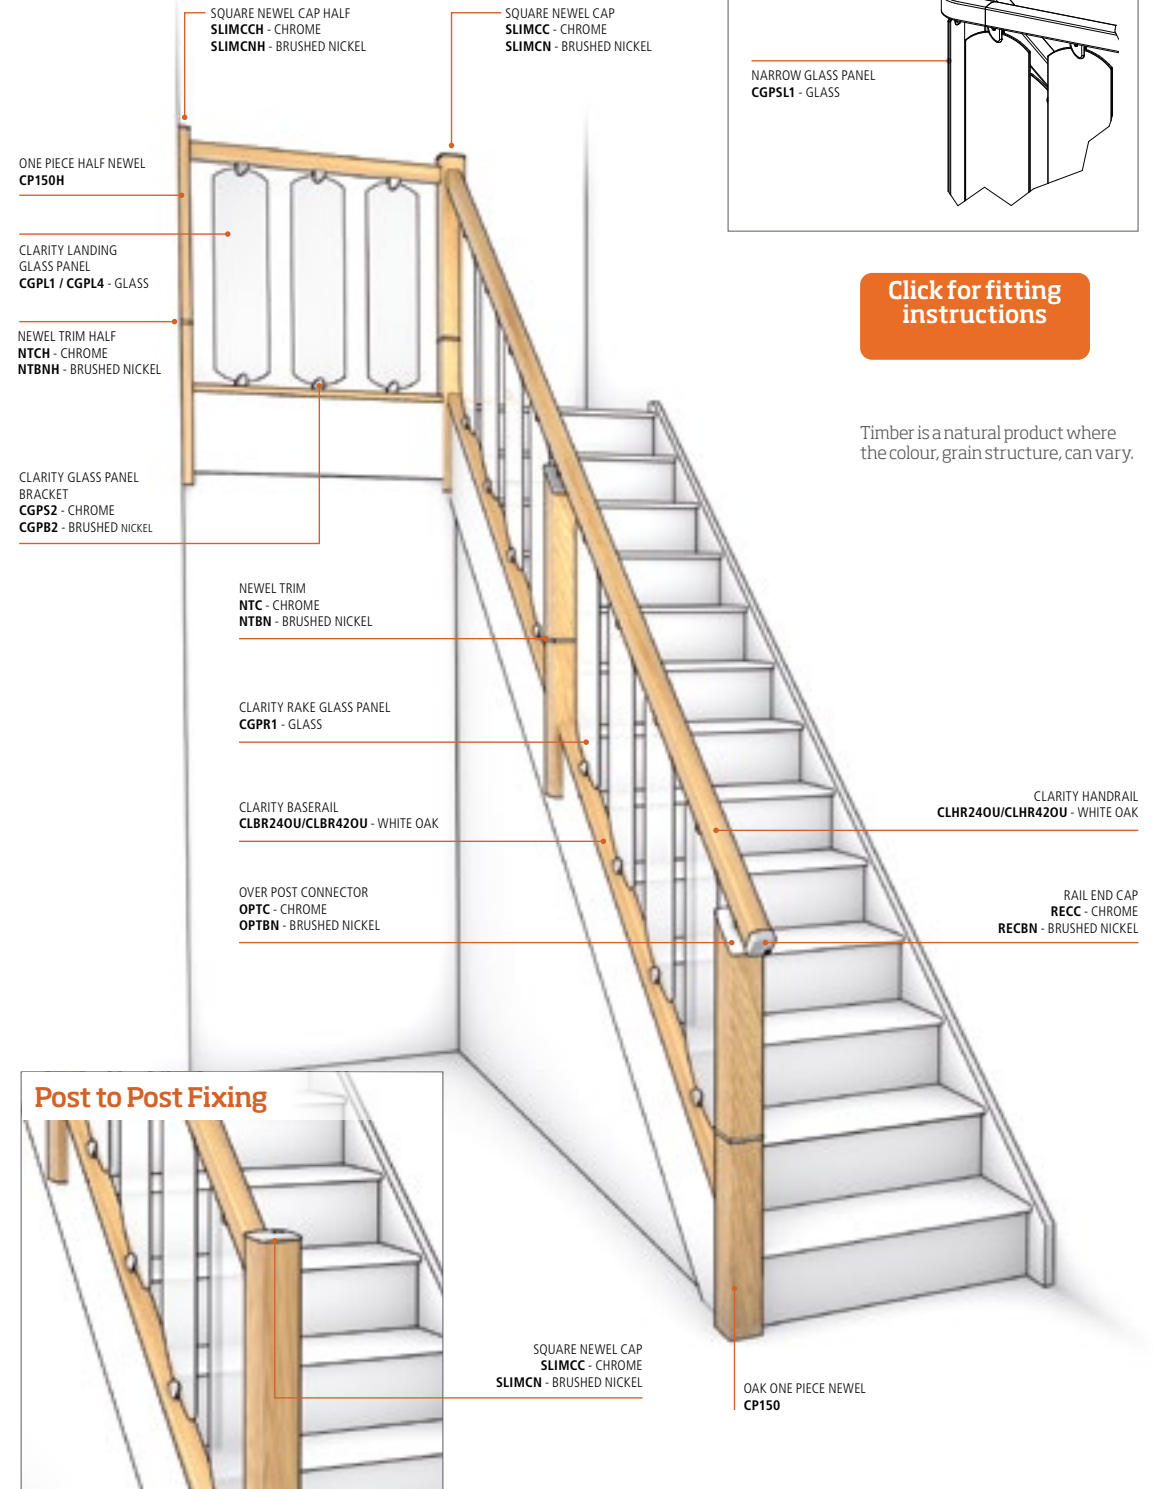 SQUARE NEWEL CAP HALF
SLIMCCH - CHROME
SLIMCNH - BRUSHED NICKEL
SQUARE NEWEL CAP
SLIMCC - CHROME
SLIMCN - BRUSHED NICKEL
NARROW GLASS PANEL
CGPSL1 - GLASS
ONE PIECE HALF NEWEL
CP150H
CLARITY LANDING
GLASS PANEL
CGPL1 / CGPL4 - GLASS
NEWEL TRIM HALF
NTCH - CHROME
NTBNH - BRUSHED NICKEL
Click for fitting
instructions
Timber is a natural product where
the colour, grain structure, can vary.
CLARITY GLASS PANEL
BRACKET
CGPS2 - CHROME
CGPB2 - BRUSHED NICKEL
NEWEL TRIM
NTC - CHROME
NTBN - BRUSHED NICKEL
CLARITY RAKE GLASS PANEL
CGPR1 - GLASS
CLARITY BASERAIL
CLBR24OU/CLBR42OU - WHITE OAK
CLARITY HANDRAIL
CLHR24OU/CLHR42OU - WHITE OAK
OVER POST CONNECTOR
OPTC - CHROME
OPTBN - BRUSHED NICKEL
RAIL END CAP
RECC - CHROME
RECBN - BRUSHED NICKEL
Post to Post Fixing
SQUARE NEWEL CAP
SLIMCC - CHROME
SLIMCN - BRUSHED NICKEL
OAK ONE PIECE NEWEL
CP150